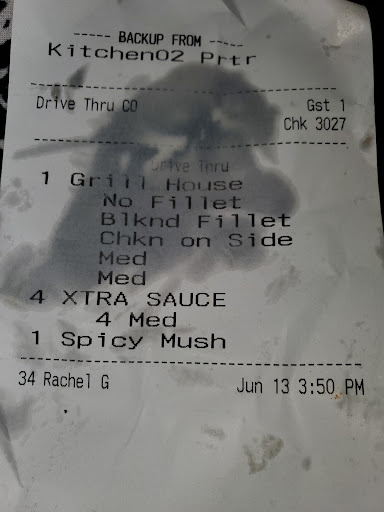 ----- BACKUP FROM -----
Kitchen02 Prtr
Drive Thru CO Gst 1
Chk 3027
Drive Thru
1 Grill House
No Fillet
Blknd Fillet
Chkn on Side
Med
Med
4 XTRA SAUCE
4 Med
1 Spicy Mush
34 Rachel G Jun 13 3:50 PM